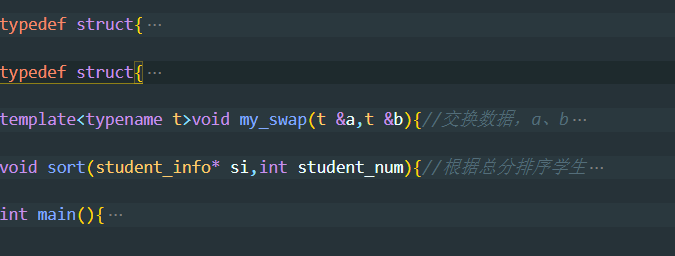 typedef struct{…
typedef struct{…
template<typename t>void my_swap(t &a,t &b){//交换数据，a、b…
void sort(student_info* si,int student_num){//根据总分排序学生…
int main(){…